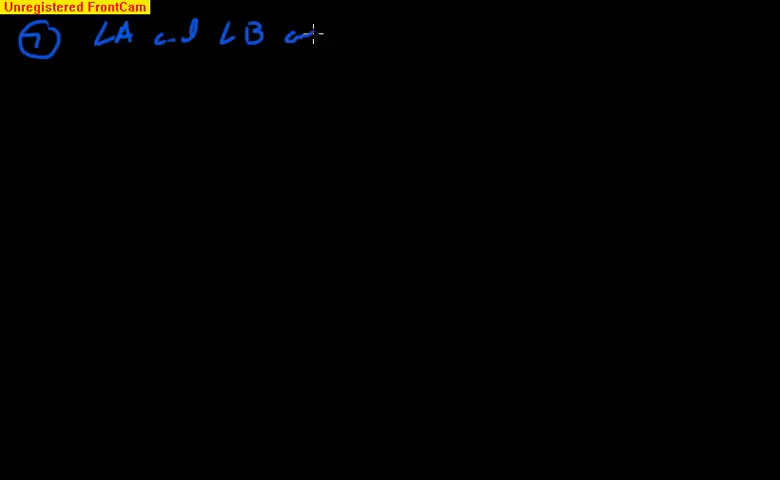 Unregistered FrontCam
7 ∠A and ∠B